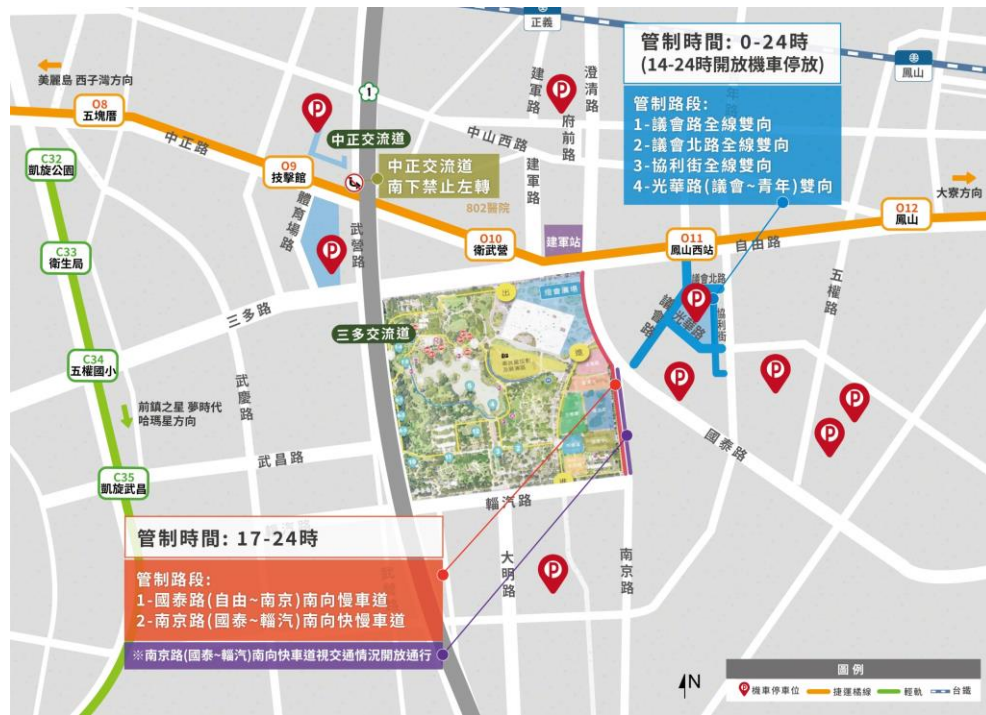 正義
管制時間: 0-24時
(14-24時開放機車停放)
管制路段:
1-議會路全線雙向
2-議會北路全線雙向
3-協利街全線雙向
4-光華路(議會~青年)雙向
鳳山
美麗島 西子灣方向
O8
五塊厝
中正路
1
中正交流道
中正交流道
南下禁止左轉
建軍路
澄清路
府前路
中山西路
建軍路
C32
凱旋公園
O9
技擊館
體育場路
武營路
802醫院
O10
衛武營
建軍站
O11
鳳山西站
自由路
O12
鳳山
大寮方向
C33
衛生局
三多路
三多交流道
出
燈會廣場
進
議會北路
議會路
光華路
協利街
五權路
C34
五權國小
武慶路
前鎮之星 夢時代
哈瑪星方向
國泰路
武昌路
C35
凱旋武昌
輜汽路
大明路
南京路
管制時間: 17-24時
管制路段:
1-國泰路(自由~南京)南向慢車道
2-南京路(國泰~輜汽)南向快慢車道
※南京路(國泰~輜汽)南向快車道視交通情況開放通行
N
圖例
機車停車位
捷運橘線
輕軌
台鐵